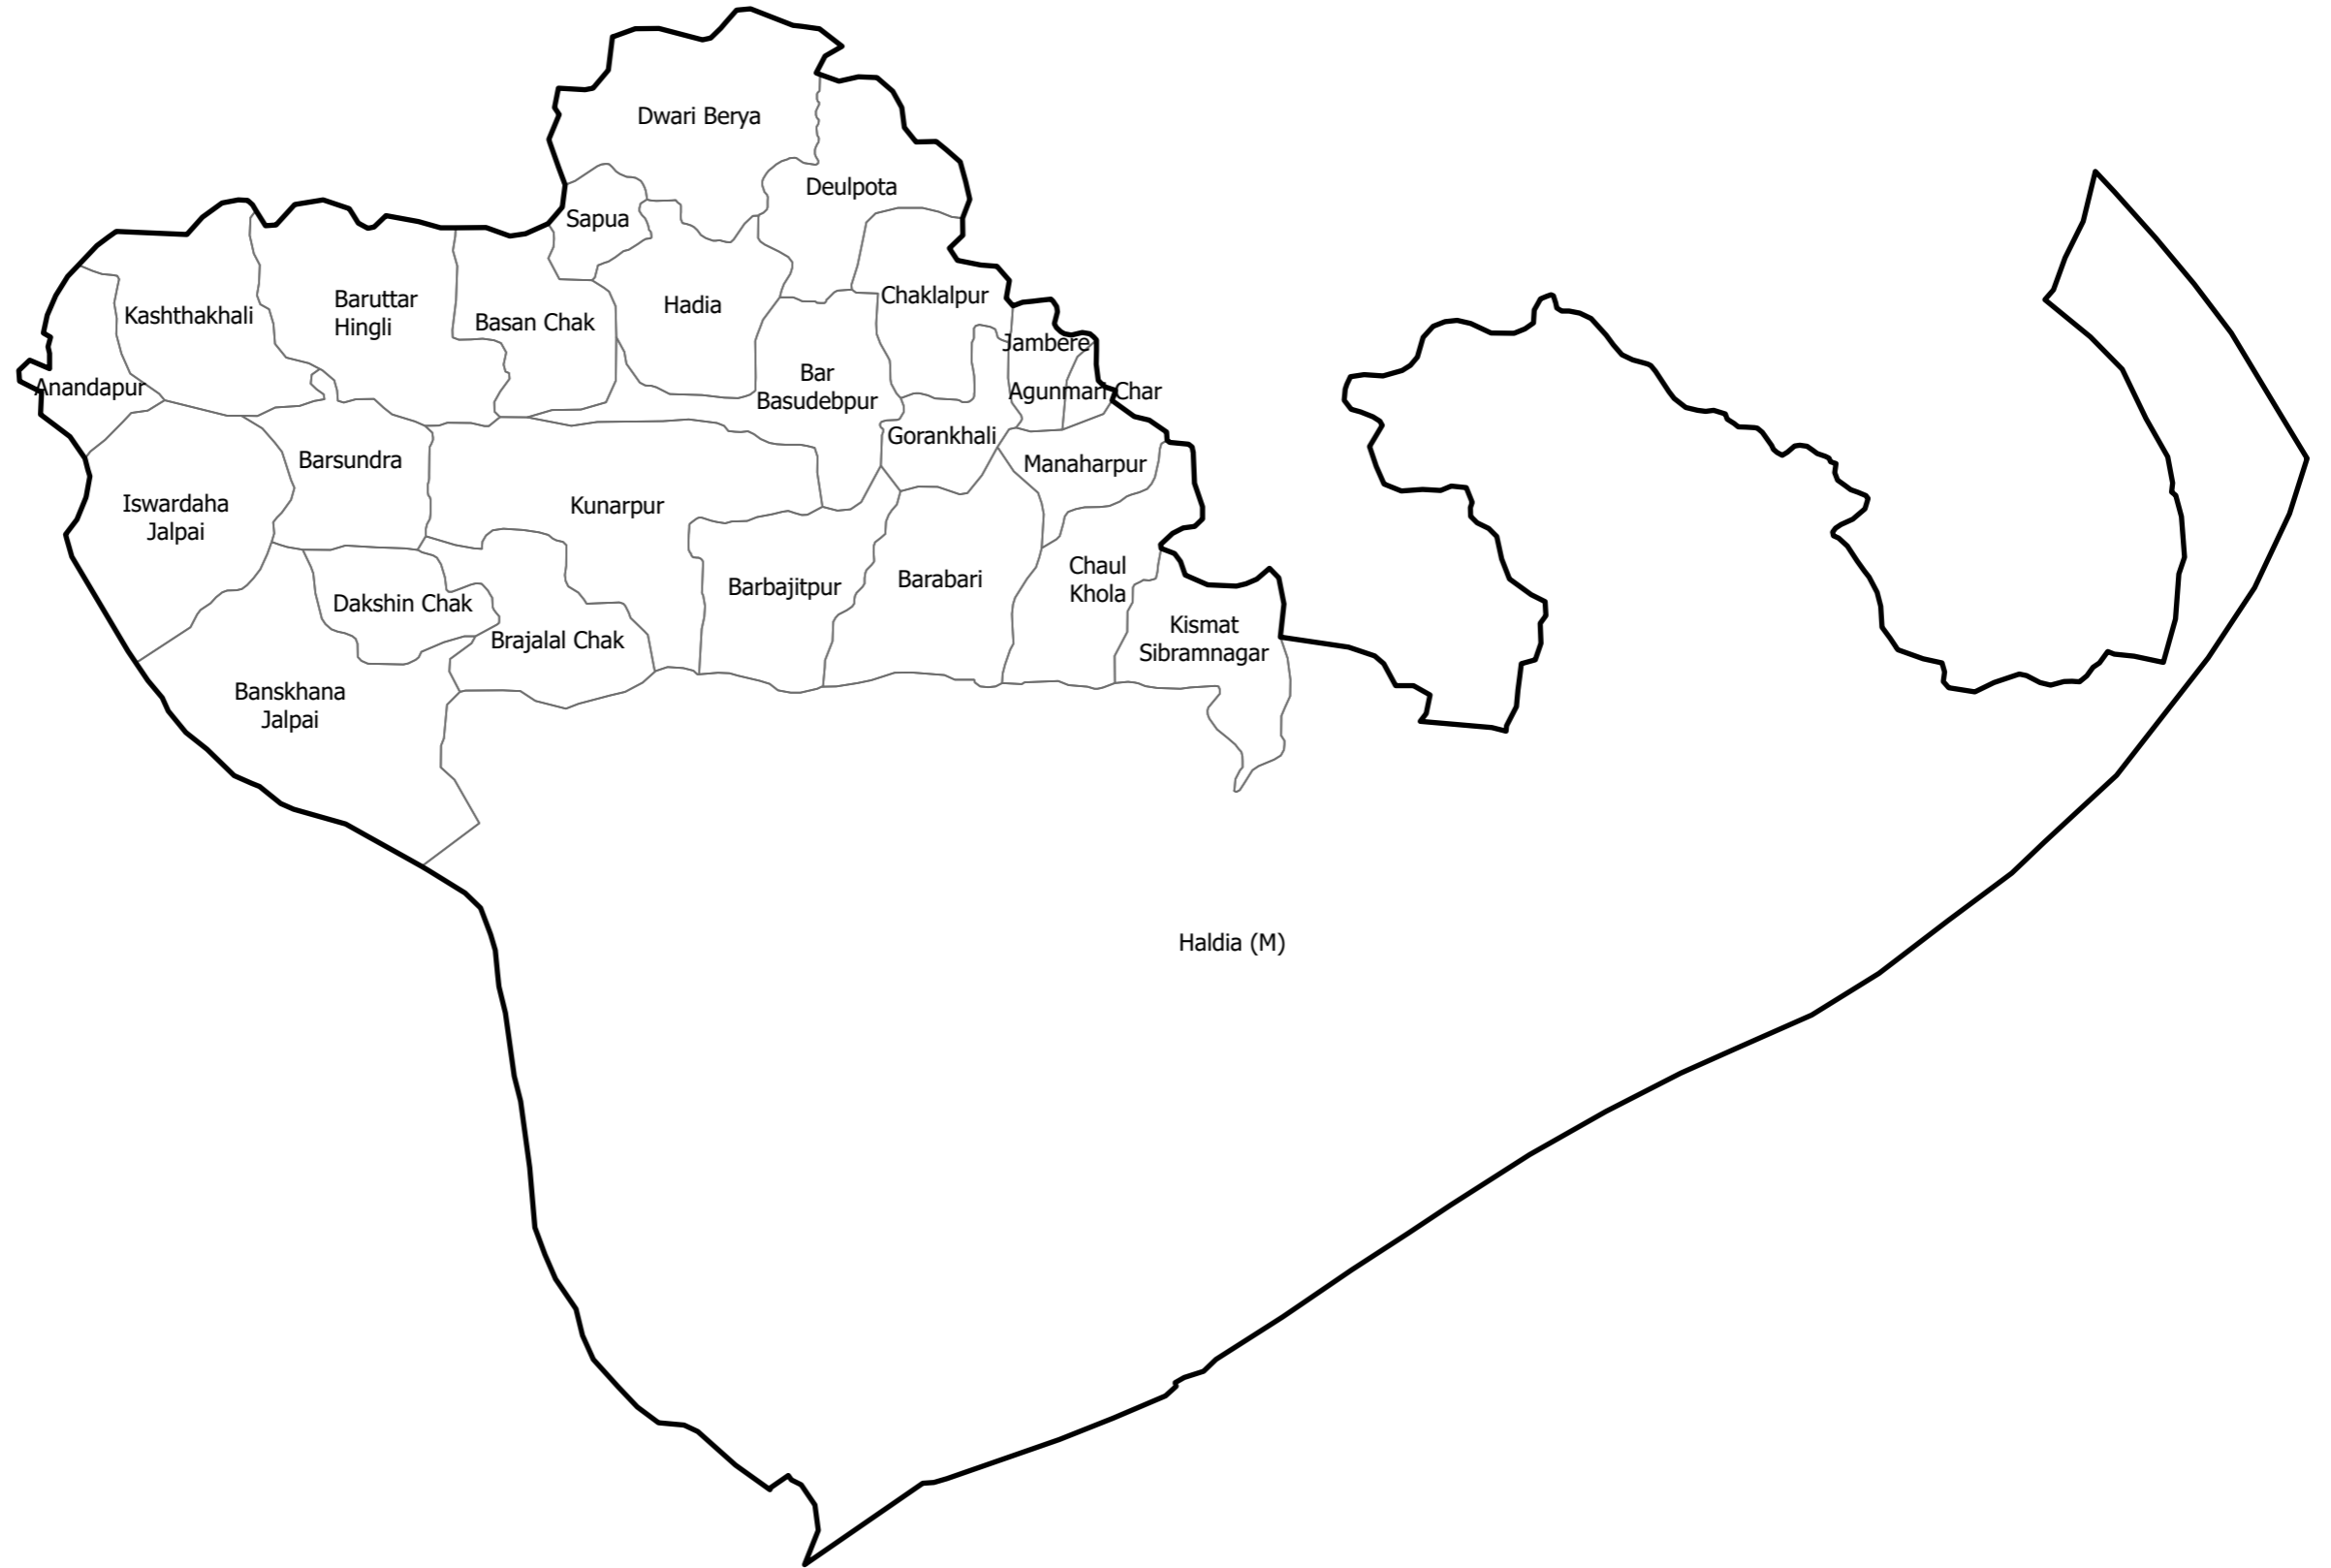 Dwari Berya
Deulpota
Sapua
Kashthakhali
Baruttar
Hingli
Basan Chak
Hadia
Chaklalpur
Jambere
Anandapur
Bar
Basudebpur
Agunmari Char
Gorankhali
Barsundra
Manaharpur
Iswardaha
Jalpai
Kunarpur
Chaul
Khola
Barbajitpur
Barabari
Dakshin Chak
Brajalal Chak
Kismat
Sibramnagar
Banskhana
Jalpai
Haldia (M)